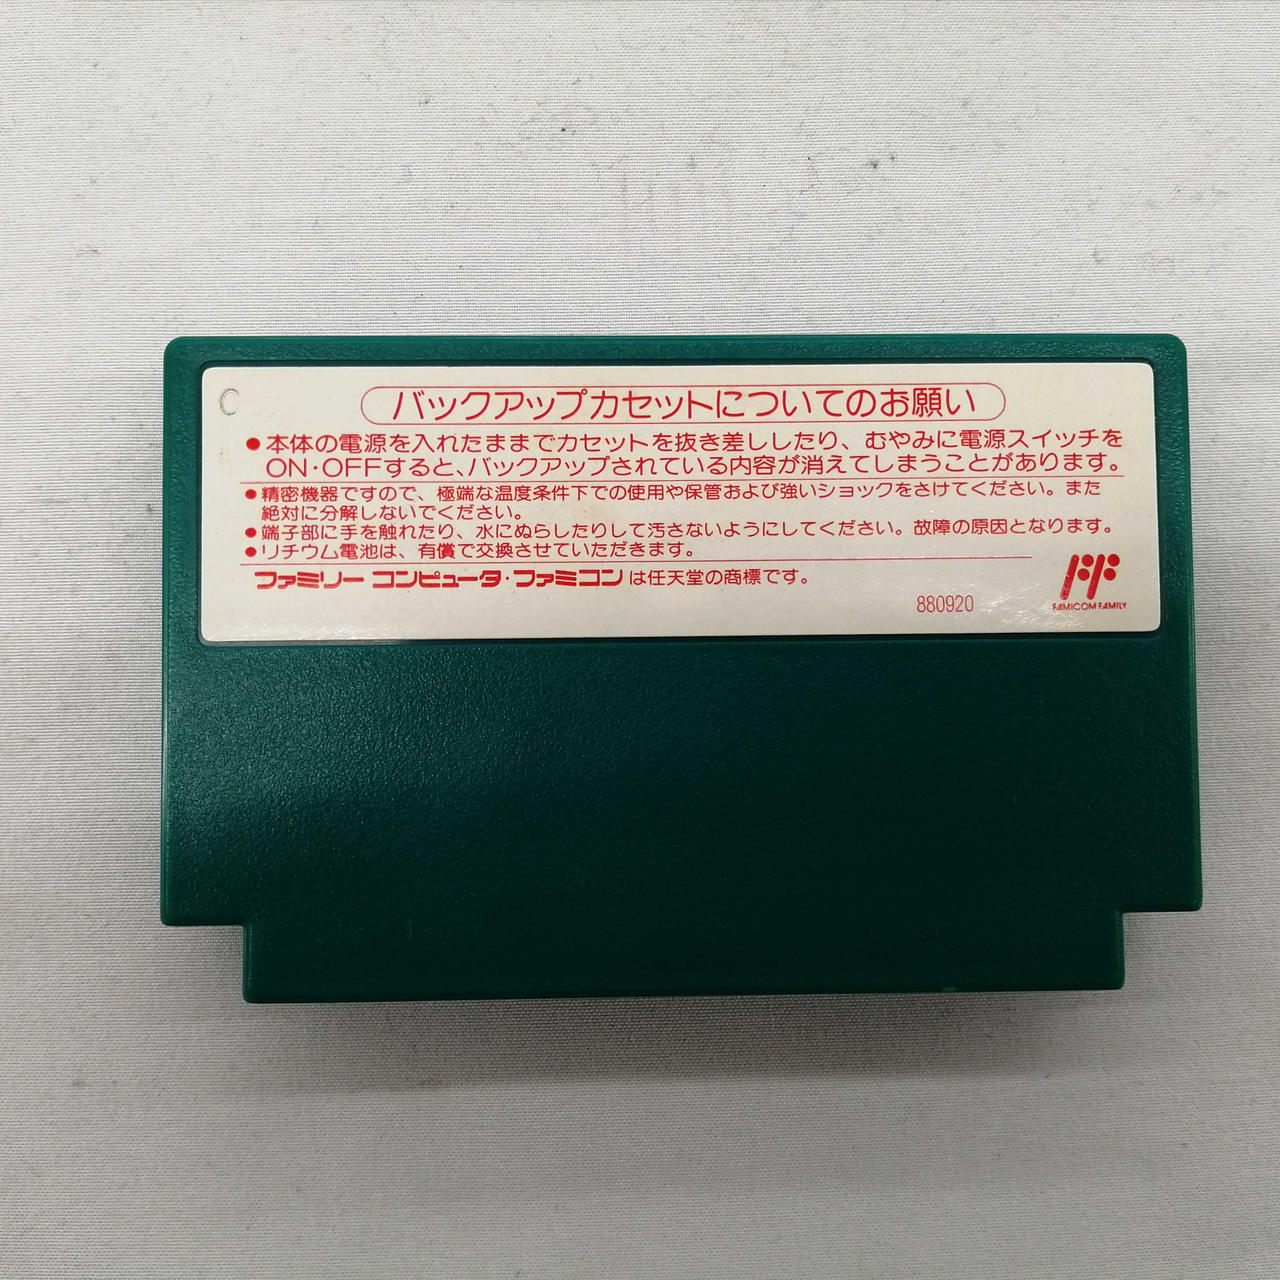 バックアップカセットについてのお願い
●本体の電源を入れたままでカセットを抜き差ししたり、むやみに電源スイッチを
ON・OFFすると、バックアップされている内容が消えてしまうことがあります。
●精密機器ですので、極端な温度条件下での使用や保管および強いショックをさけてください。また
絶対に分解しないでください。
●端子部に手を触れたり、水にぬらしたりして汚さないようにしてください。故障の原因となります。
●リチウム電池は、有償で交換させていただきます。
ファミリー コンピュータ・ファミコンは任天堂の商標です。
880920
FAMICOM FAMILY